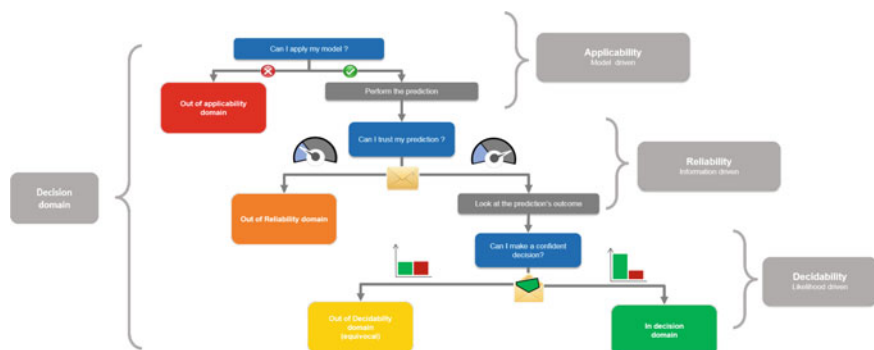 Can I apply my model ?
Applicability
Model driven
Out of applicability
domain
Perform the prediction
Can I trust my prediction ?
Reliability
Information driven
Decision
domain
Out of Reliability domain
Look at the prediction's outcome
Can I make a confident
decision?
Decidability
Likelihood driven
Out of Decidability
domain
(equivocal)
In decision
domain